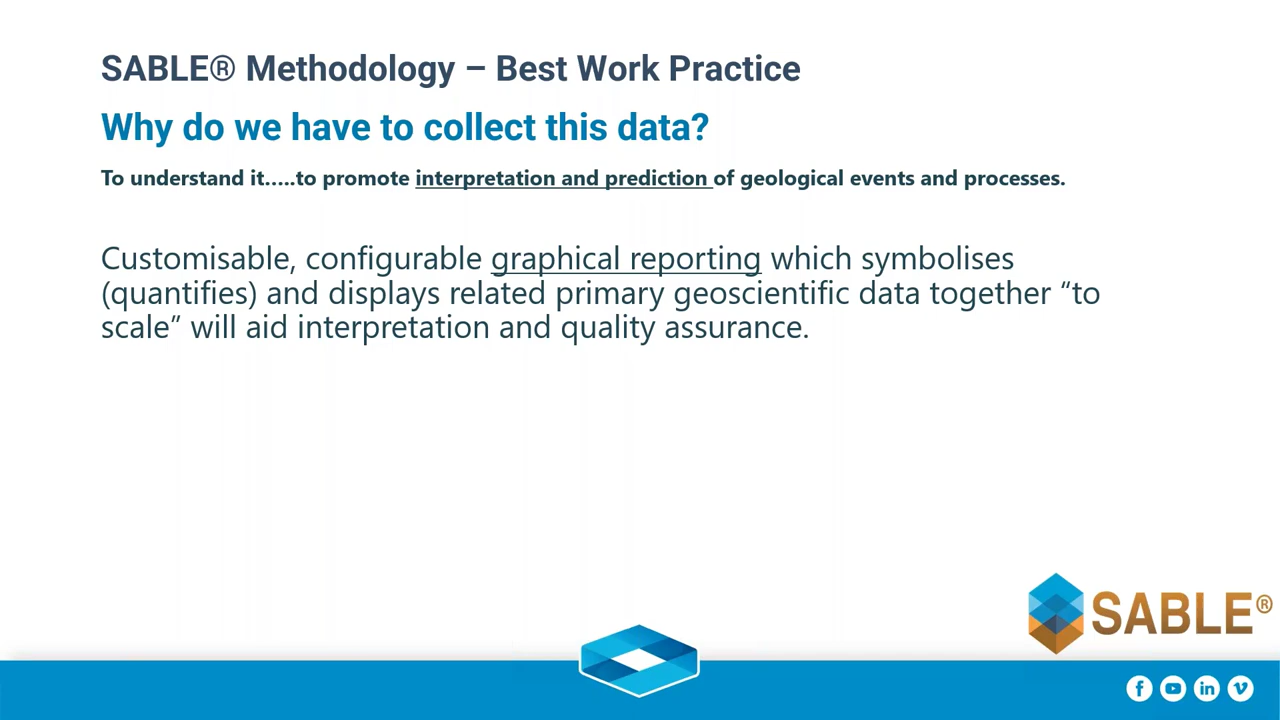 SABLE® Methodology – Best Work Practice
Why do we have to collect this data?
To understand it.....to promote interpretation and prediction of geological events and processes.
Customisable, configurable graphical reporting which symbolises
(quantifies) and displays related primary geoscientific data together “to
scale” will aid interpretation and quality assurance.
SABLE®